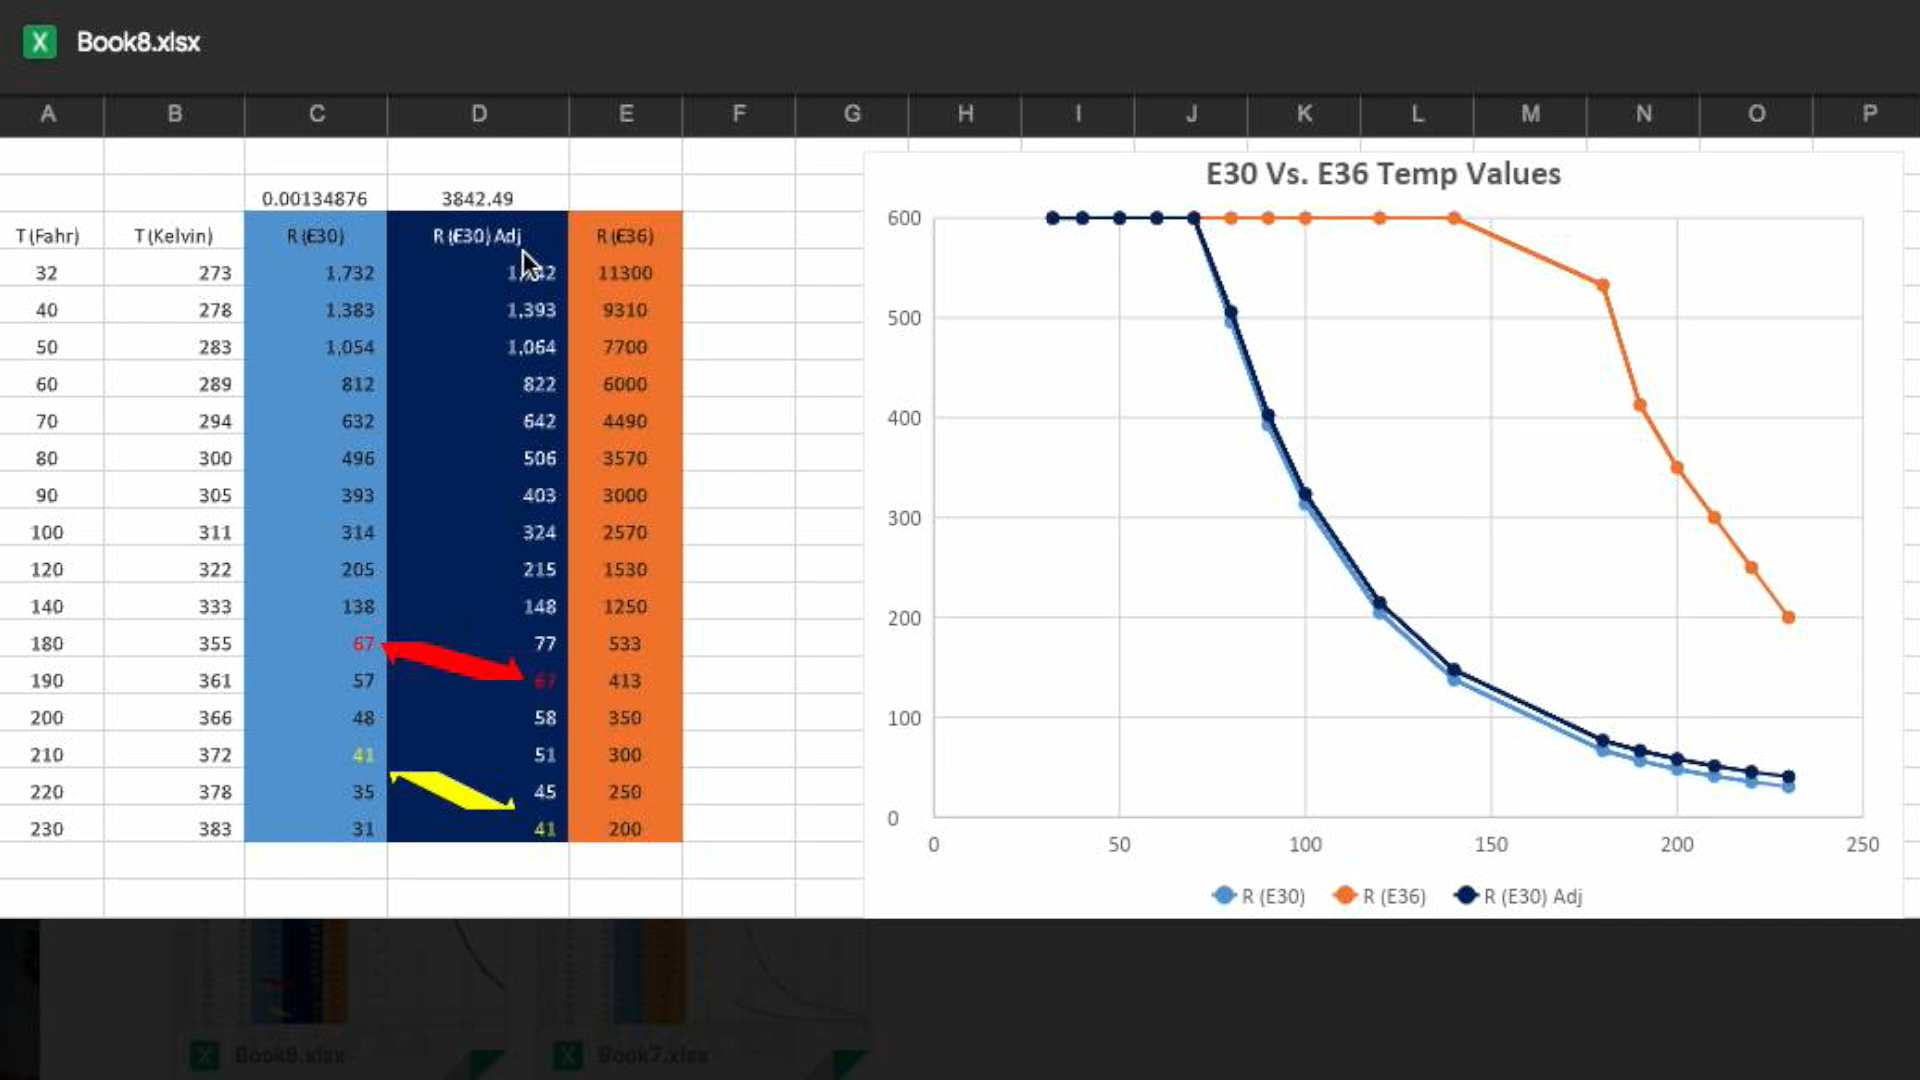 Book8.xlsx
A B C D E F G H I J K L M N O P
0.00134876 3842.49
T (Fahr) T (Kelvin) R (E30) R (E30) Adj R (E36)
32 273 1,732 11300
40 278 1,383 1,393 9310
50 283 1,054 1,064 7700
60 289 812 822 6000
70 294 632 642 4490
80 300 496 506 3570
90 305 393 403 3000
100 311 314 324 2570
120 322 205 215 1530
140 333 138 148 1250
180 355 67 77 533
190 361 57 67 413
200 366 48 58 350
210 372 41 51 300
220 378 35 45 250
230 383 31 41 200
E30 Vs. E36 Temp Values
600
500
400
300
200
100
0
0 50 100 150 200 250
R (E30) R (E36) R (E30) Adj
Book7.xlsx